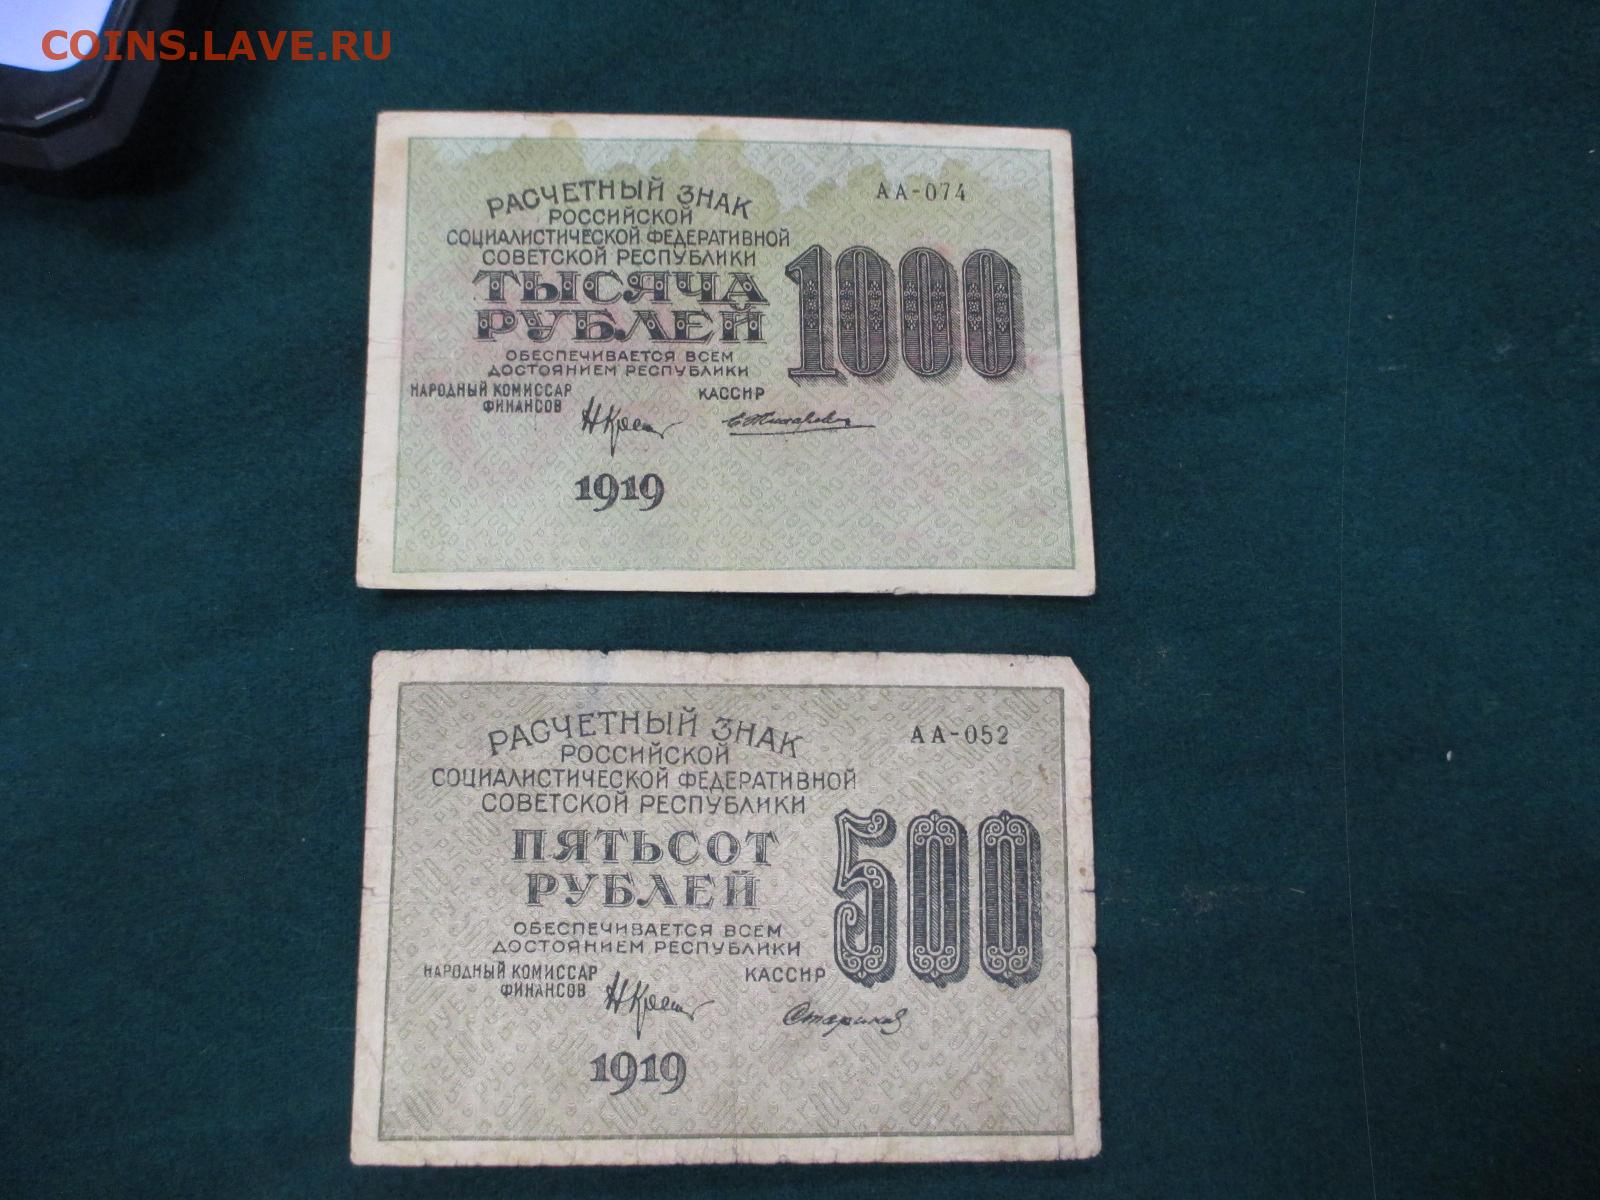 COINS.LAVE.RU
РАСЧЕТНЫЙ ЗНАК
РОССИЙСКОЙ
СОЦИАЛИСТИЧЕСКОЙ ФЕДЕРАТИВНОЙ
СОВЕТСКОЙ РЕСПУБЛИКИ
ТЫСЯЧА
РУБЛЕЙ
ОБЕСПЕЧИВАЕТСЯ ВСЕМ
ДОСТОЯНИЕМ РЕСПУБЛИКИ
НАРОДНЫЙ КОМИССАР
ФИНАНСОВ
КАССИР
1919
АА-074
1000
РАСЧЕТНЫЙ ЗНАК
РОССИЙСКОЙ
СОЦИАЛИСТИЧЕСКОЙ ФЕДЕРАТИВНОЙ
СОВЕТСКОЙ РЕСПУБЛИКИ
ПЯТЬСОТ
РУБЛЕЙ
ОБЕСПЕЧИВАЕТСЯ ВСЕМ
ДОСТОЯНИЕМ РЕСПУБЛИКИ
НАРОДНЫЙ КОМИССАР
ФИНАНСОВ
КАССИР
Стариков
1919
АА-052
500